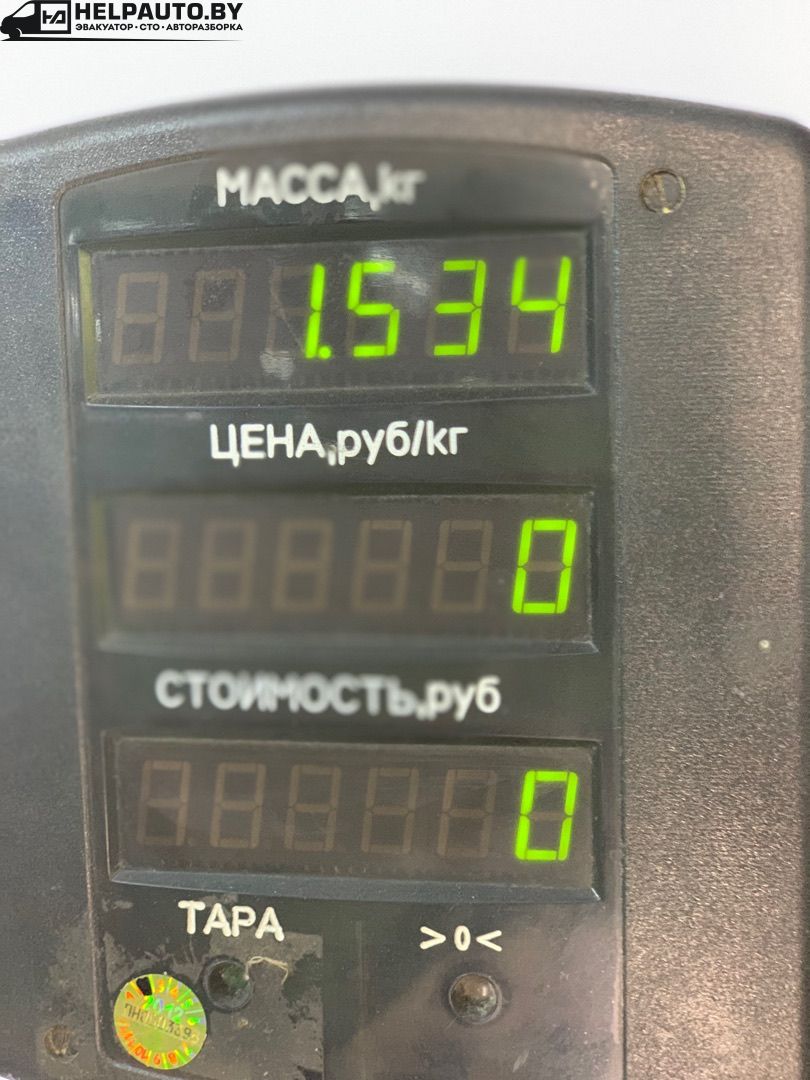 HELPAUTO.BY
ЭВАКУАТОР · СТО · АВТОРАЗБОРКА
МАССА,кг
1.534
ЦЕНА,руб/кг
0
СТОИМОСТЬ,руб
0
ТАРА
>0<